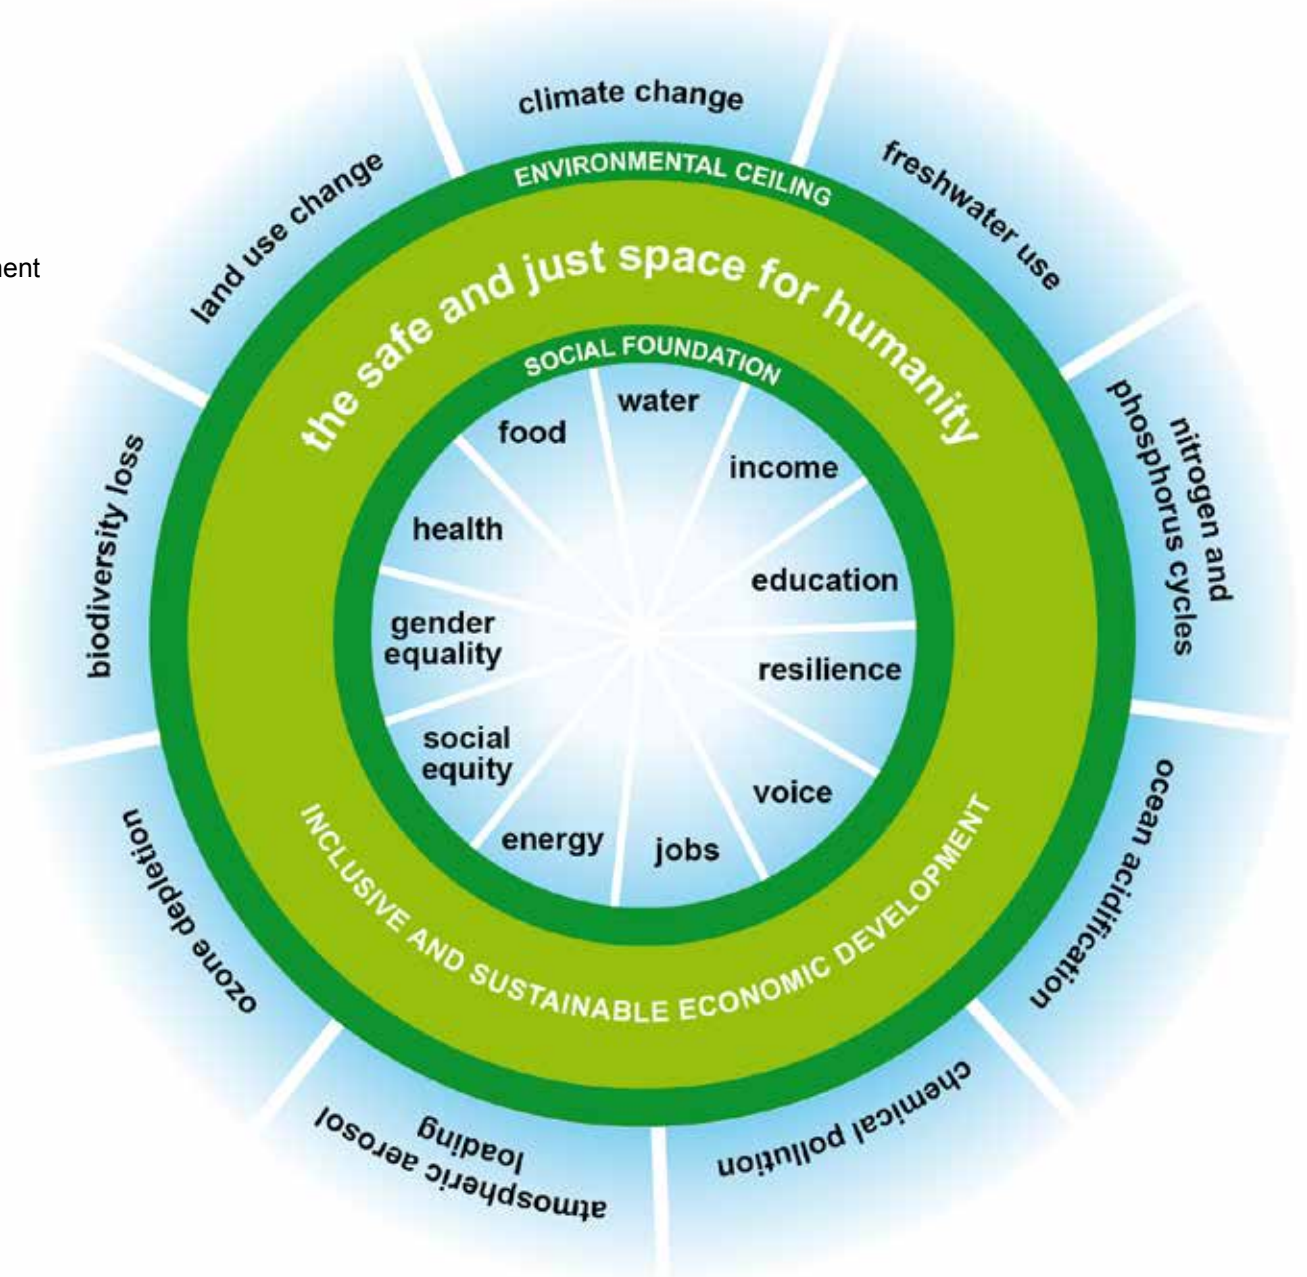 climate change
freshwater use
nitrogen and
phosphorus cycles
ocean acidification
chemical pollution
atmospheric aerosol
loading
ozone depletion
biodiversity loss
land use change
ENVIRONMENTAL CEILING
the safe and just space for humanity
SOCIAL FOUNDATION
water
income
education
resilience
voice
jobs
energy
social
equity
gender
equality
health
food
INCLUSIVE AND SUSTAINABLE ECONOMIC DEVELOPMENT